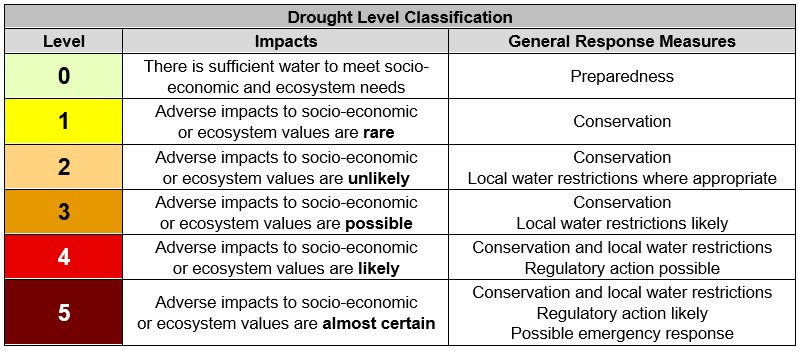 Drought Level Classification
Level Impacts General Response Measures
0
There is sufficient water to meet socio-
economic and ecosystem needs
Preparedness
1
Adverse impacts to socio-economic
or ecosystem values are rare
Conservation
2
Adverse impacts to socio-economic
or ecosystem values are unlikely
Conservation
Local water restrictions where appropriate
3
Adverse impacts to socio-economic
or ecosystem values are possible
Conservation
Local water restrictions likely
4
Adverse impacts to socio-economic
or ecosystem values are likely
Conservation and local water restrictions
Regulatory action possible
5
Adverse impacts to socio-economic
or ecosystem values are almost certain
Conservation and local water restrictions
Regulatory action likely
Possible emergency response